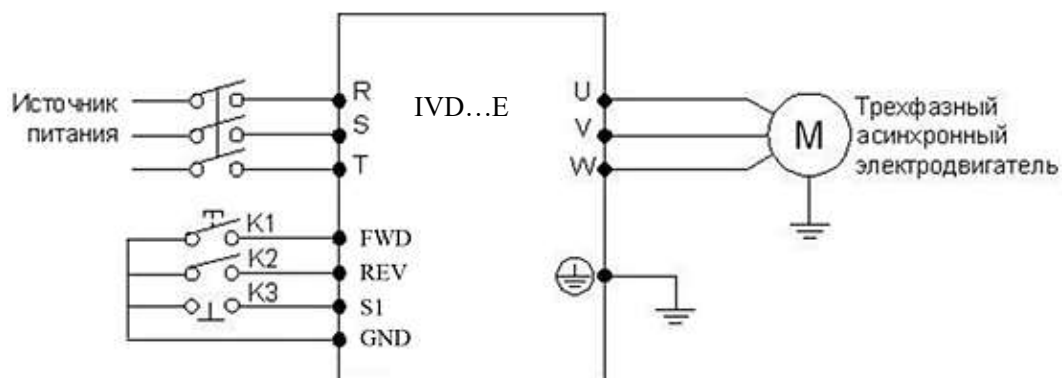 Источник
питания
R
S
T
IVD...E
U
V
W
M
Трехфазный
асинхронный
электродвигатель
K1
FWD
K2
REV
K3
S1
GND